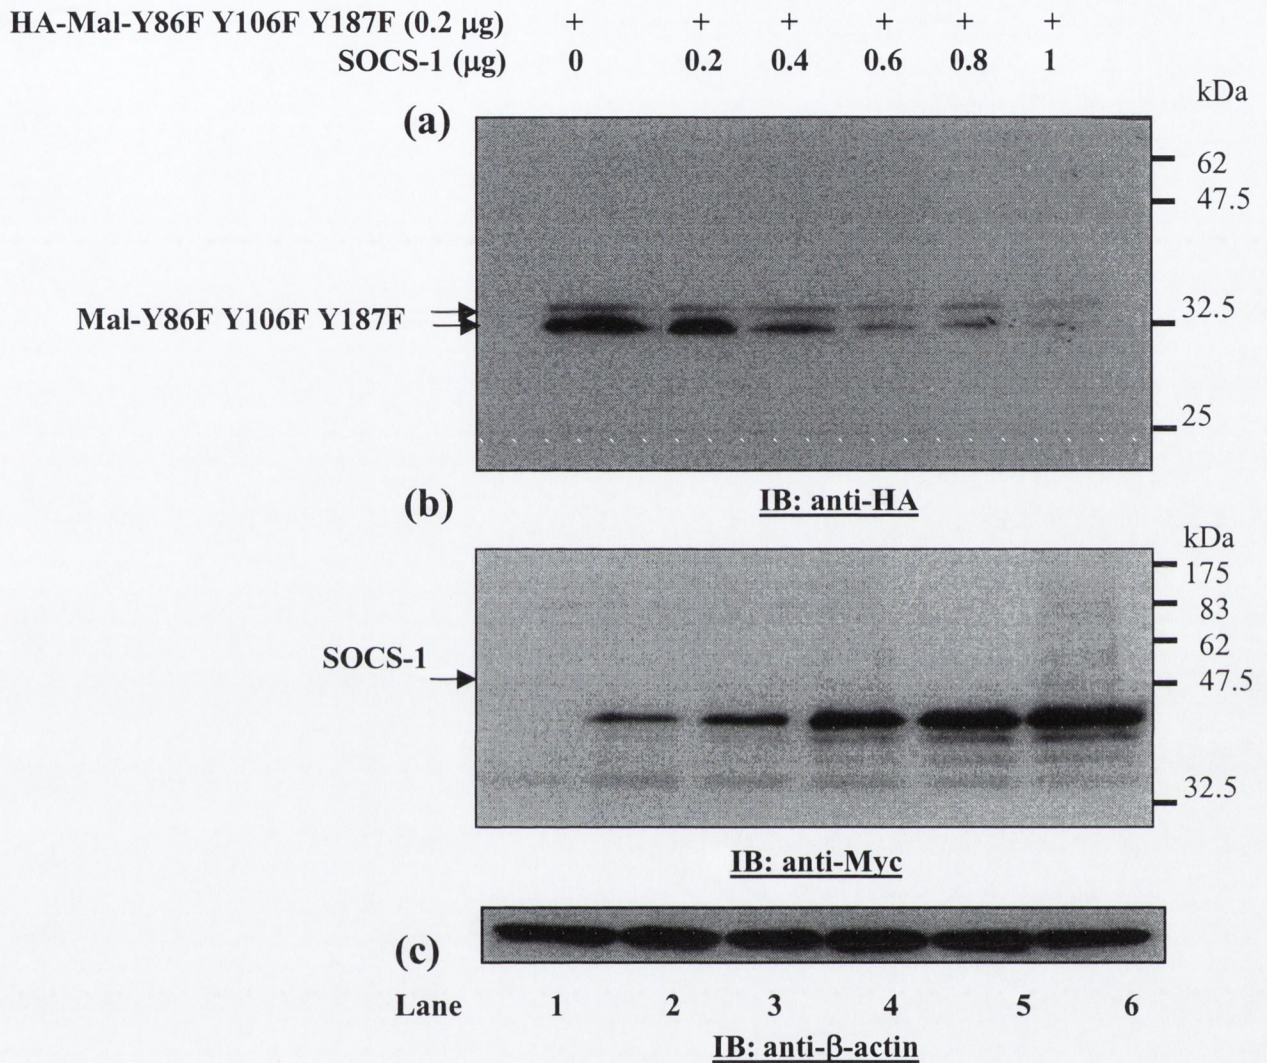 HA-Mal-Y86F Y106F Y187F (0.2 µg) + + + + + +
SOCS-1 (µg) 0 0.2 0.4 0.6 0.8 1
kDa
(a)
62
47.5
32.5
Mal-Y86F Y106F Y187F
25
IB: anti-HA
(b)
kDa
175
83
62
SOCS-1
47.5
32.5
IB: anti-Myc
(c)
Lane 1 2 3 4 5 6
IB: anti-β-actin